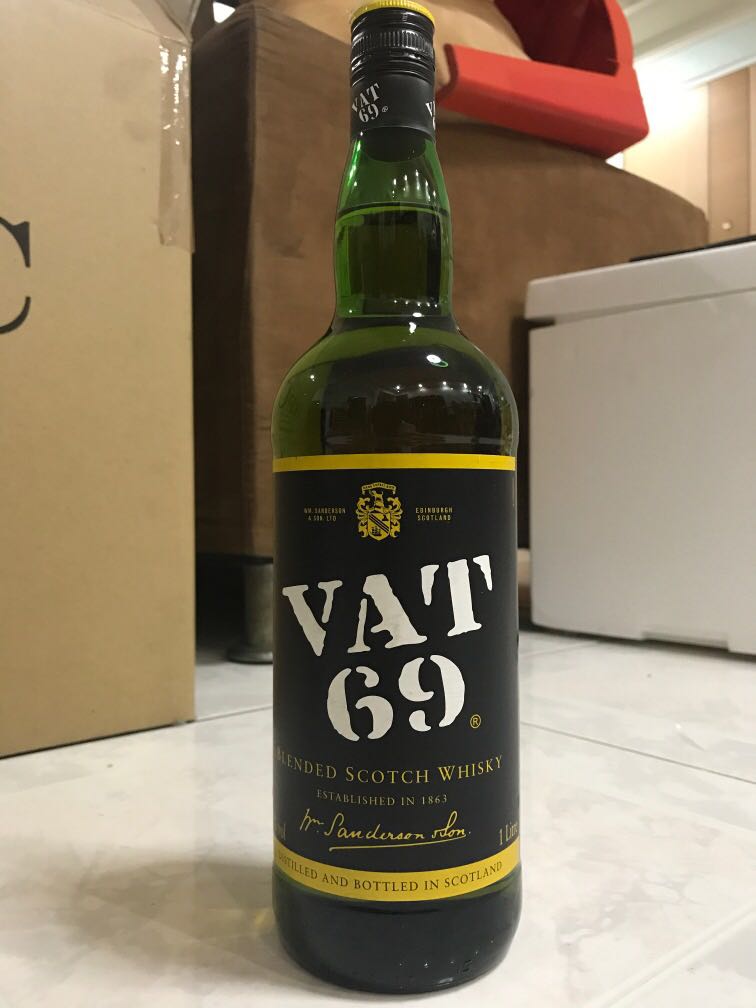 VAT
69®
C
WM. SANDERSON
& SON. LTD
EDINBURGH
SCOTLAND
VAT
69®
BLENDED SCOTCH WHISKY
ESTABLISHED IN 1863
Wm. Sanderson & Son.
1 Litre
DISTILLED AND BOTTLED IN SCOTLAND